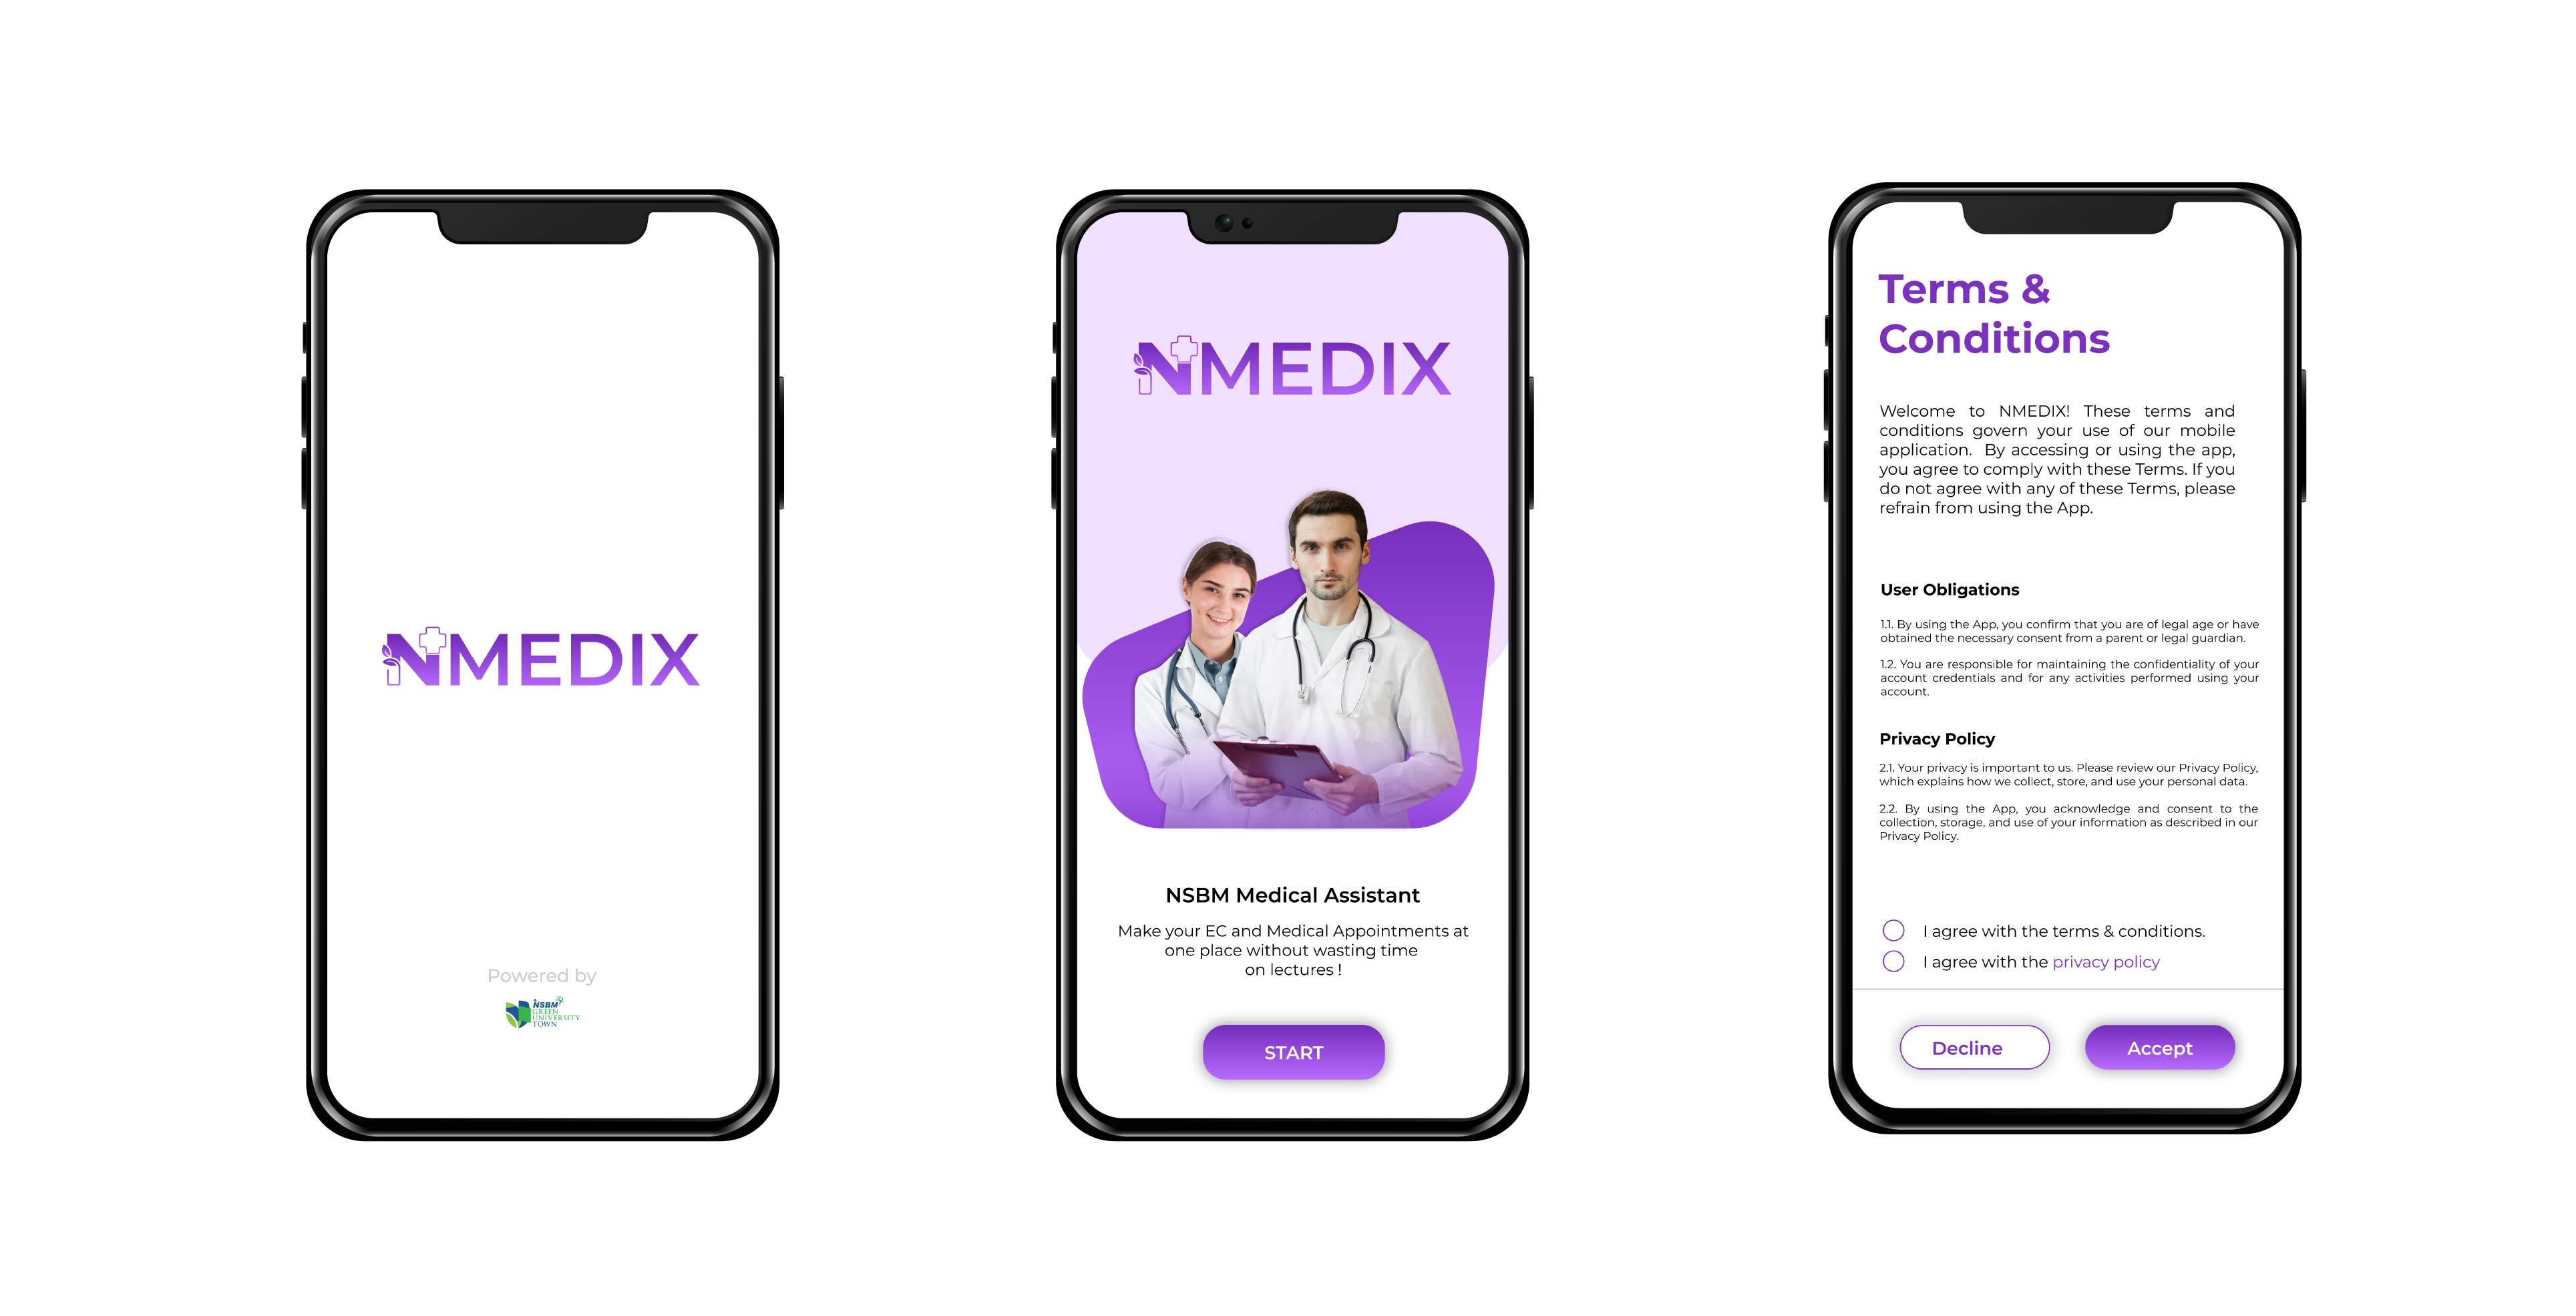 NMEDIX
Powered by
NSBM
GREEN
UNIVERSITY
TOWN
NMEDIX
NSBM Medical Assistant
Make your EC and Medical Appointments at
one place without wasting time
on lectures !
START
Terms &
Conditions
Welcome to NMEDIX! These terms and
conditions govern your use of our mobile
application. By accessing or using the app,
you agree to comply with these Terms. If you
do not agree with any of these Terms, please
refrain from using the App.
User Obligations
1.1. By using the App, you confirm that you are of legal age or have
obtained the necessary consent from a parent or legal guardian.
1.2. You are responsible for maintaining the confidentiality of your
account credentials and for any activities performed using your
account.
Privacy Policy
2.1. Your privacy is important to us. Please review our Privacy Policy,
which explains how we collect, store, and use your personal data.
2.2. By using the App, you acknowledge and consent to the
collection, storage, and use of your information as described in our
Privacy Policy.
I agree with the terms & conditions.
I agree with the privacy policy
Decline
Accept